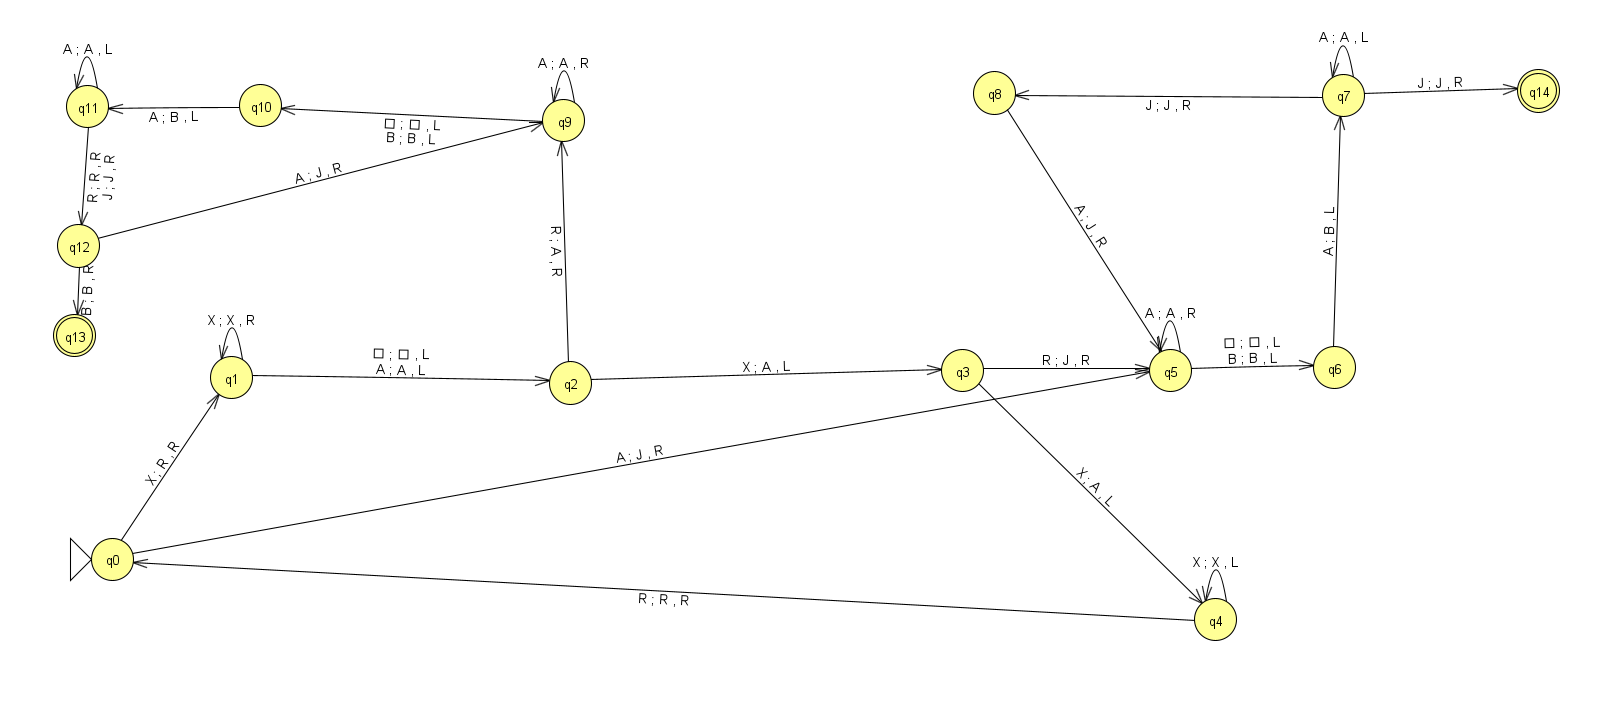 A ; A , L
q11
A ; B , L
q10
□ ; □ , L
B ; B , L
A ; A , R
q9
R ; R , R
J ; J , R
A ; J , R
q12
B ; B , R
q13
R ; A , R
X ; X , R
q1
□ ; □ , L
A ; A , L
q2
X ; A , L
q3
R ; J , R
A ; A , R
q5
□ ; □ , L
B ; B , L
q6
A ; B , L
A ; A , L
q7
J ; J , R
q14
J ; J , R
q8
A ; J , R
X ; R , R
A ; J , R
q0
X ; A , L
X ; X , L
q4
R ; R , R